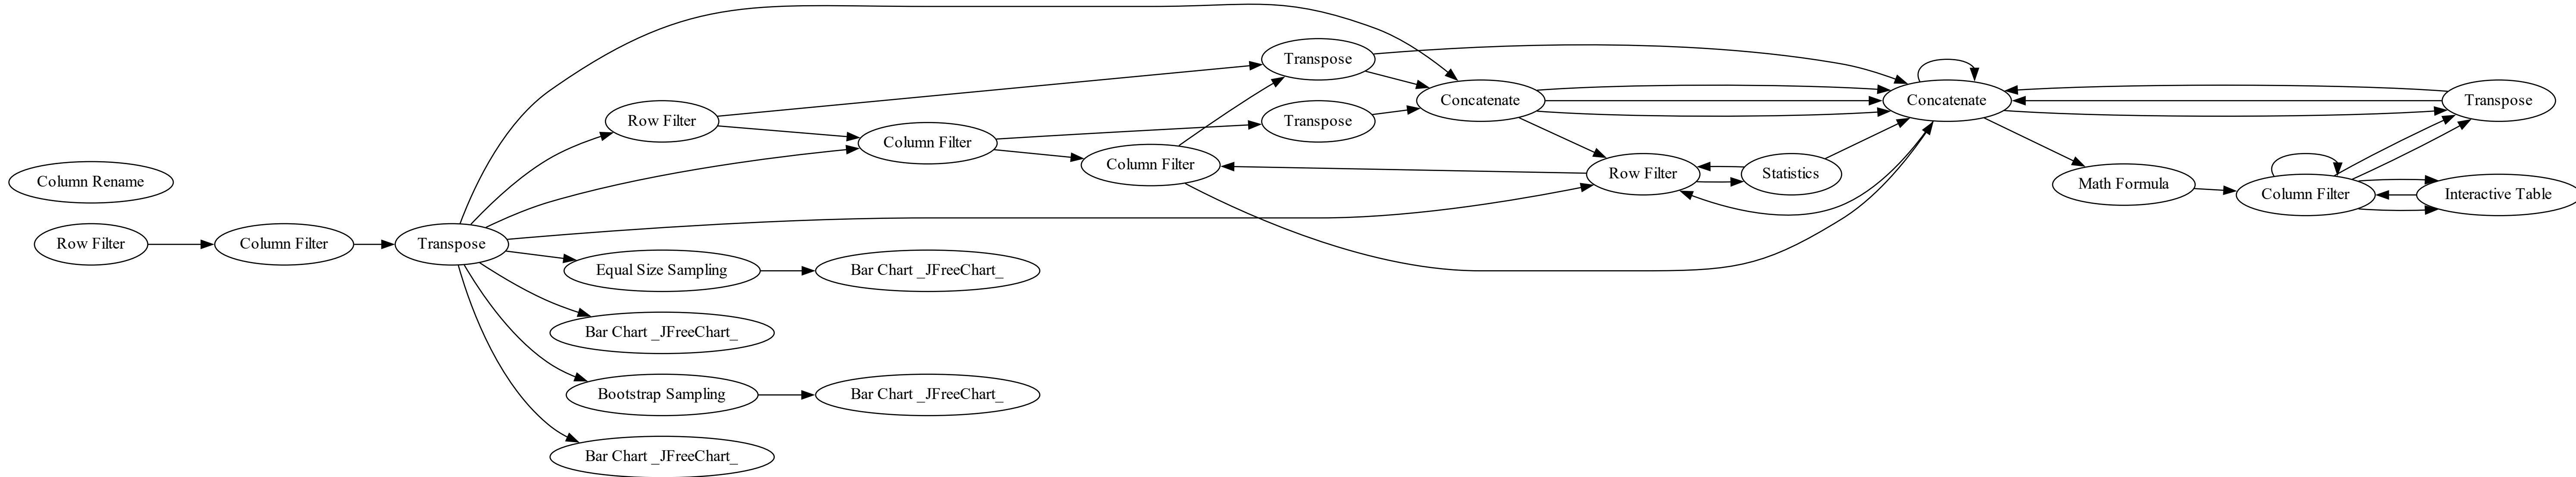 Column Rename
Row Filter
Column Filter
Transpose
Row Filter
Equal Size Sampling
Bar Chart _JFreeChart_
Bootstrap Sampling
Bar Chart _JFreeChart_
Column Filter
Bar Chart _JFreeChart_
Bar Chart _JFreeChart_
Column Filter
Transpose
Transpose
Concatenate
Row Filter
Statistics
Concatenate
Math Formula
Column Filter
Transpose
Interactive Table